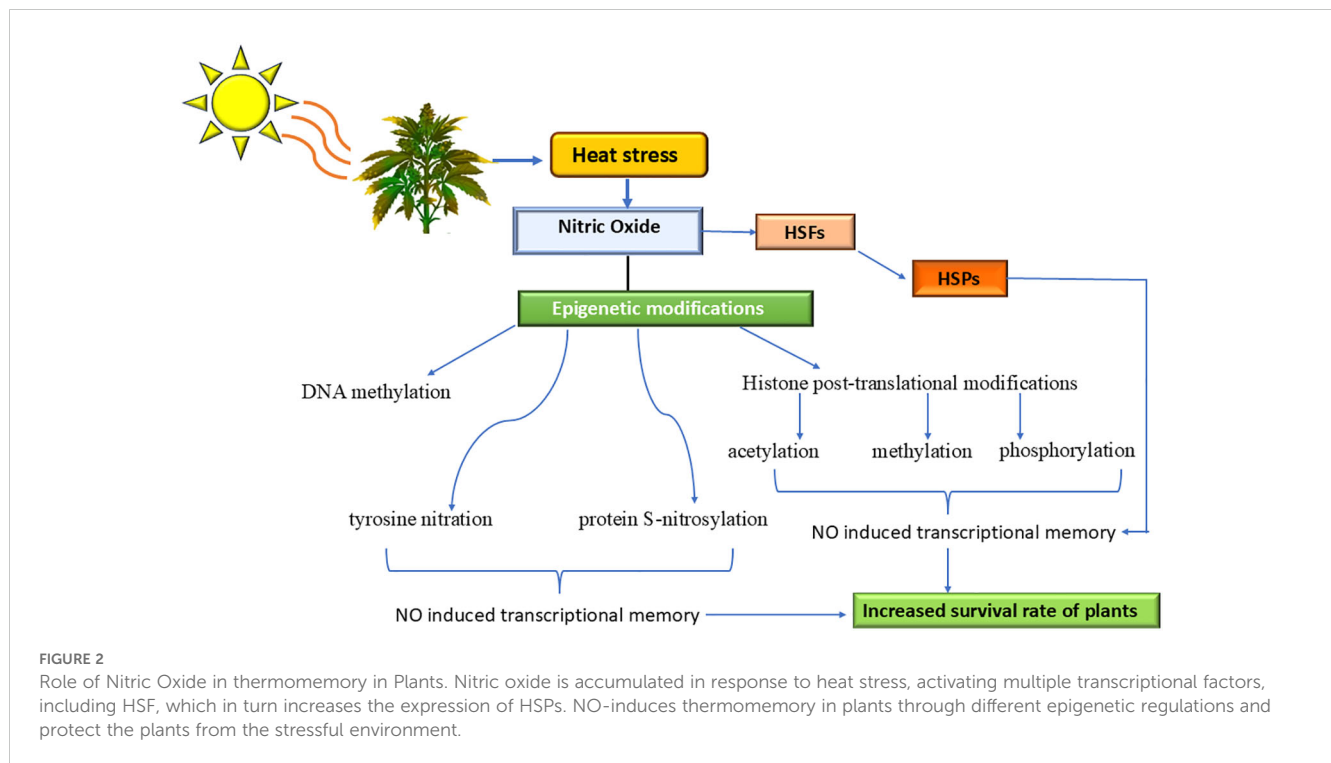 Heat stress
Nitric Oxide
HSFs
HSPs
Epigenetic modifications
DNA methylation
Histone post-translational modifications
acetylation
methylation
phosphorylation
tyrosine nitration
protein S-nitrosylation
NO induced transcriptional memory
NO induced transcriptional memory
Increased survival rate of plants
FIGURE 2
Role of Nitric Oxide in thermomemory in Plants. Nitric oxide is accumulated in response to heat stress, activating multiple transcriptional factors,
including HSF, which in turn increases the expression of HSPs. NO-induces thermomemory in plants through different epigenetic regulations and
protect the plants from the stressful environment.